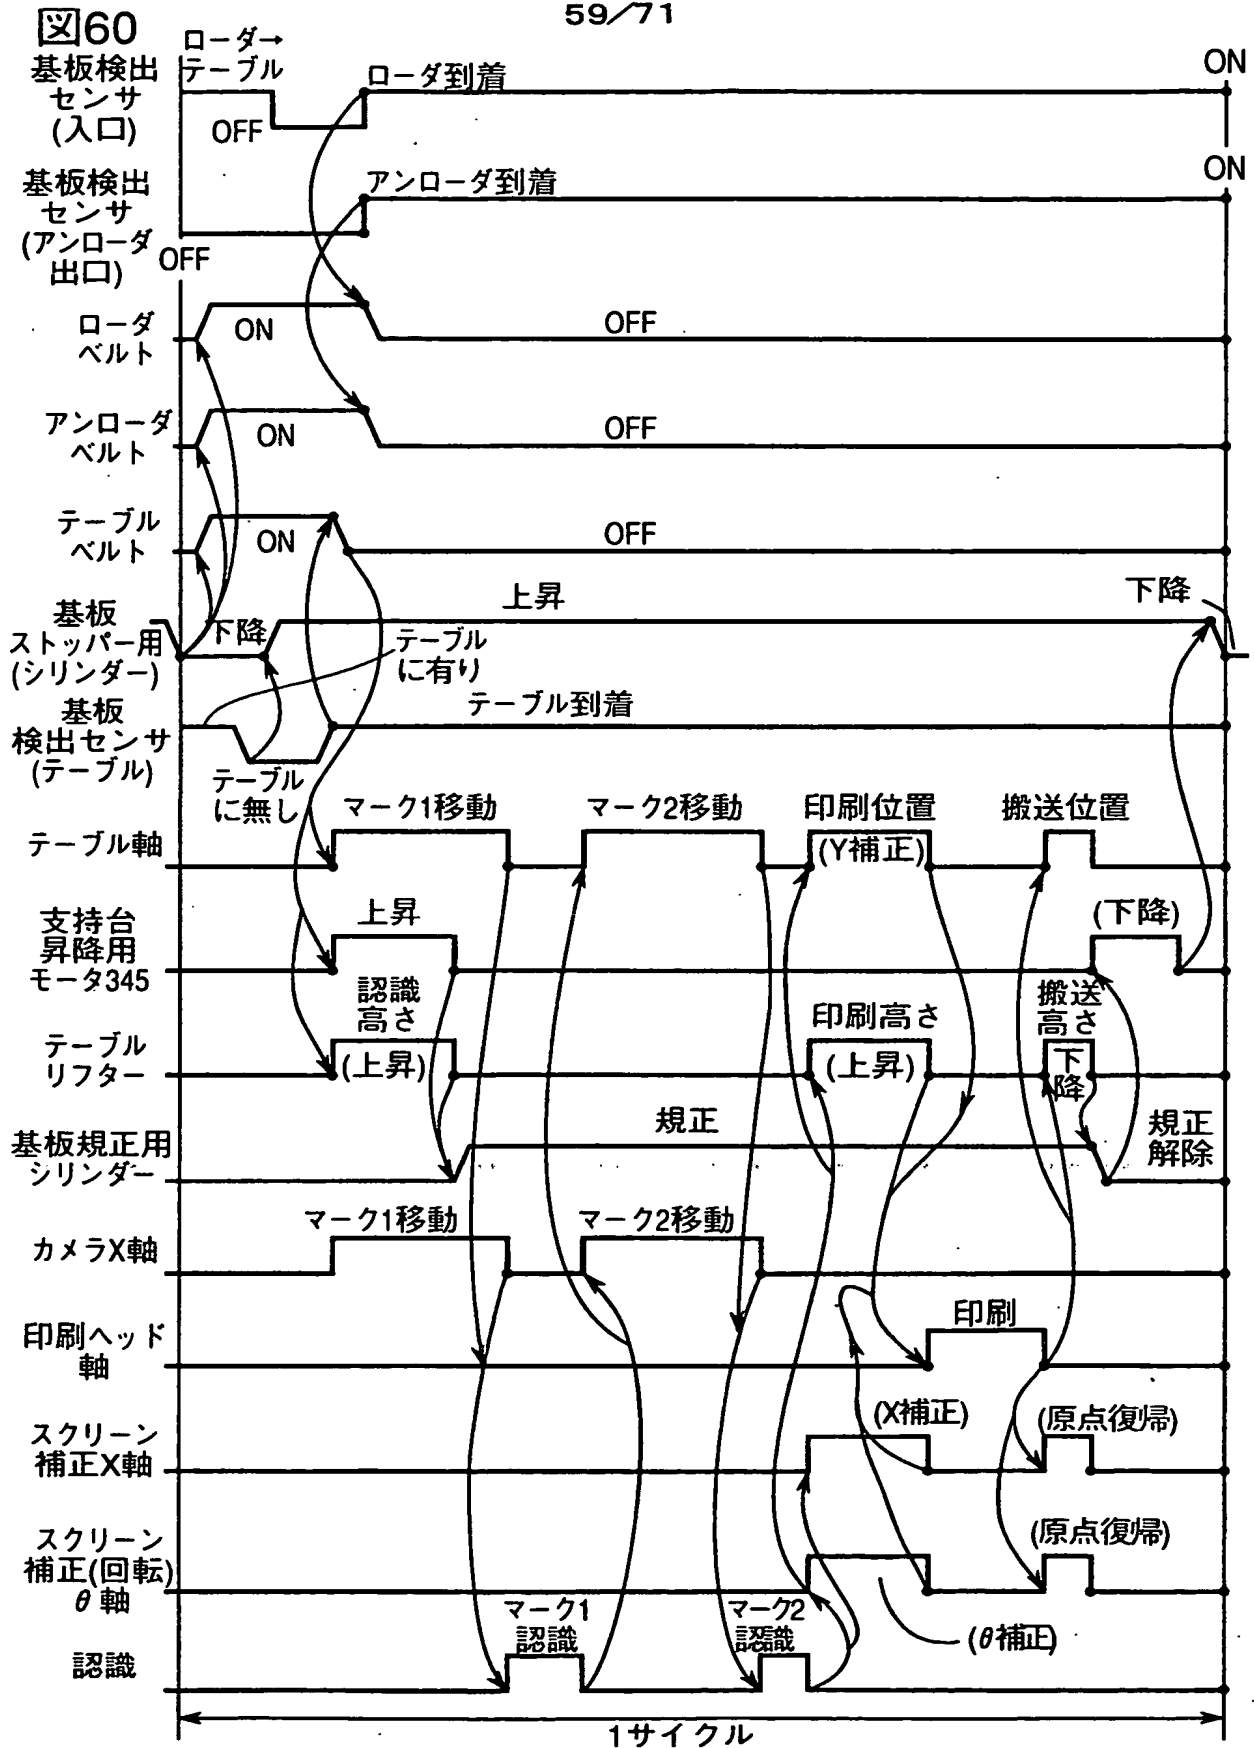 59/71
図60
ローダ→
テーブル
基板検出
センサ
(入口)
OFF
ローダ到着
ON
基板検出
センサ
(アンローダ
出口)
OFF
アンローダ到着
ON
ローダ
ベルト
ON
OFF
アンローダ
ベルト
ON
OFF
テーブル
ベルト
ON
OFF
基板
ストッパー用
(シリンダー)
下降
上昇
下降
テーブル
に有り
基板
検出センサ
(テーブル)
テーブル到着
テーブル
に無し
テーブル軸
マーク1移動
マーク2移動
印刷位置
(Y補正)
搬送位置
支持台
昇降用
モータ345
上昇
(下降)
テーブル
リフター
認識
高さ
(上昇)
印刷高さ
(上昇)
搬送
高さ
下
降
基板規正用
シリンダー
規正
規正
解除
カメラX軸
マーク1移動
マーク2移動
印刷ヘッド
軸
印刷
スクリーン
補正X軸
(X補正)
(原点復帰)
スクリーン
補正(回転)
θ軸
(原点復帰)
(θ補正)
認識
マーク1
認識
マーク2
認識
1サイクル